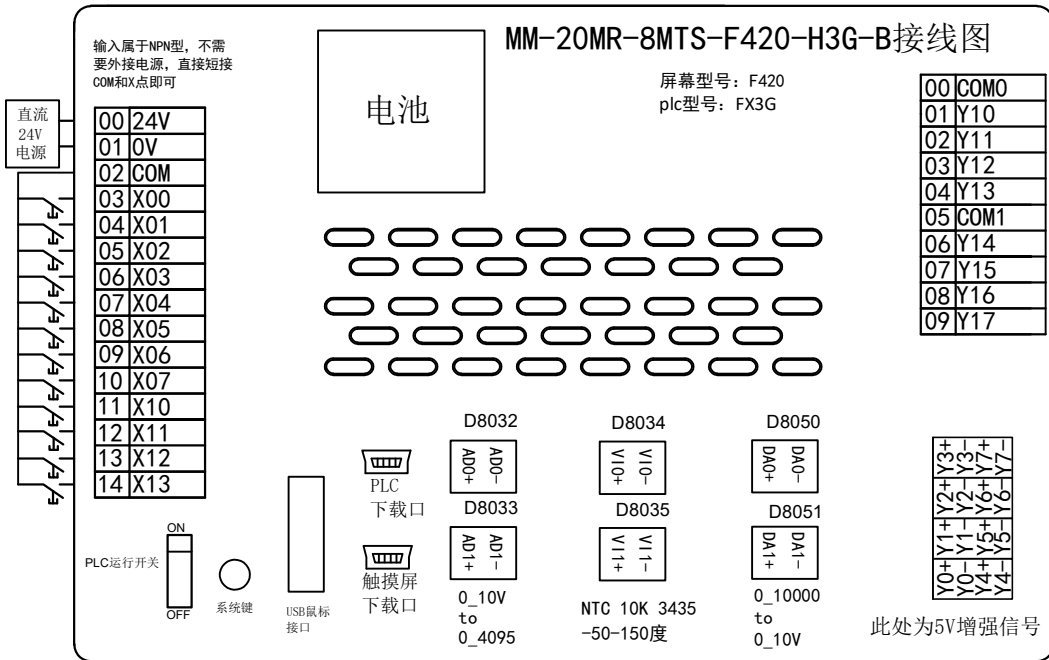 MM-20MR-8MTS-F420-H3G-B接线图
输入属于NPN型，不需
要外接电源，直接短接
COM和X点即可
屏幕型号：F420
plc型号：FX3G
电池
直流
24V
电源
00 24V
01 0V
02 COM
03 X00
04 X01
05 X02
06 X03
07 X04
08 X05
09 X06
10 X07
11 X10
12 X11
13 X12
14 X13
00 COM0
01 Y10
02 Y11
03 Y12
04 Y13
05 COM1
06 Y14
07 Y15
08 Y16
09 Y17
PLC运行开关
ON
OFF
系统键
USB鼠标
接口
PLC
下载口
触摸屏
下载口
D8032
AD0+
AD0-
D8033
AD1+
AD1-
0_10V
to
0_4095
D8034
VI0+
VI0-
D8035
VI1+
VI1-
NTC 10K 3435
-50-150度
D8050
DA0+
DA0-
D8051
DA1+
DA1-
0_10000
to
0_10V
Y0+ Y1+ Y2+ Y3+
Y0- Y1- Y2- Y3-
Y4+ Y5+ Y6+ Y7+
Y4- Y5- Y6- Y7-
此处为5V增强信号